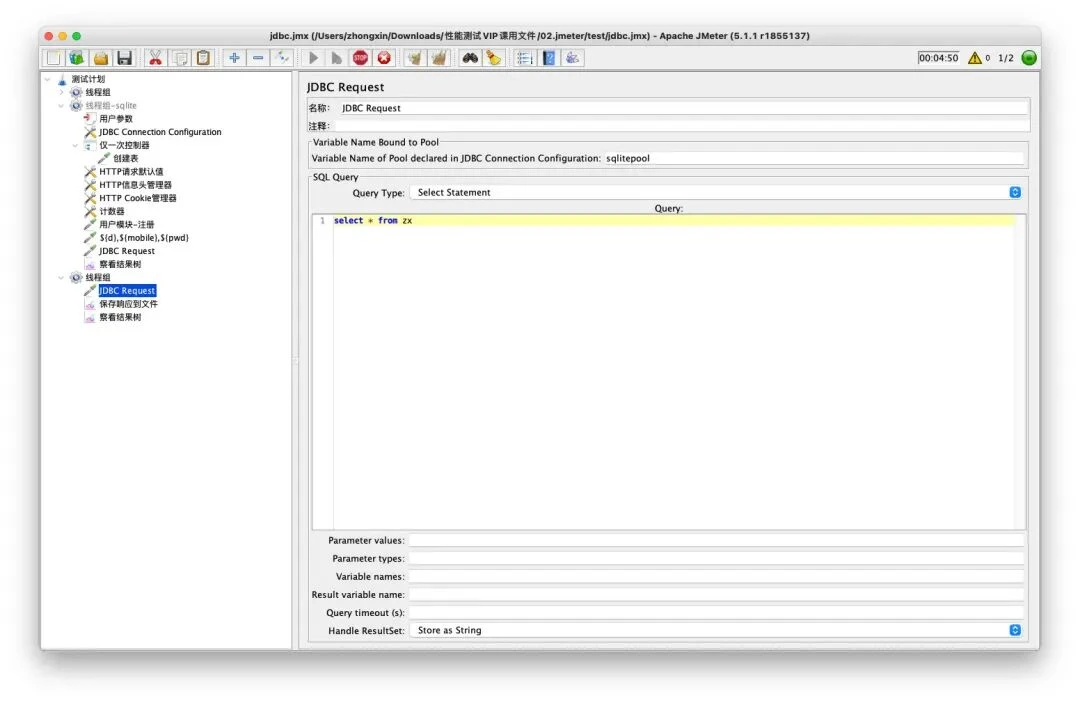 jdbc.jmx (/Users/zhongxin/Downloads/性能测试VIP课用文件/02.jmeter/test/jdbc.jmx) - Apache JMeter (5.1.1 r1855137)
STOP
00:04:50
0
1/2
测试计划
线程组
线程组-sqlite
用户参数
JDBC Connection Configuration
仅一次控制器
创建表
HTTP请求默认值
HTTP信息头管理器
HTTP Cookie管理器
计数器
用户模块-注册
${d},${mobile},${pwd}
JDBC Request
察看结果树
线程组
JDBC Request
保存响应到文件
察看结果树
JDBC Request
名称: JDBC Request
注释:
Variable Name Bound to Pool
Variable Name of Pool declared in JDBC Connection Configuration: sqlitepool
SQL Query
Query Type: Select Statement
Query:
1 select * from zx
Parameter values:
Parameter types:
Variable names:
Result variable name:
Query timeout (s):
Handle ResultSet: Store as String